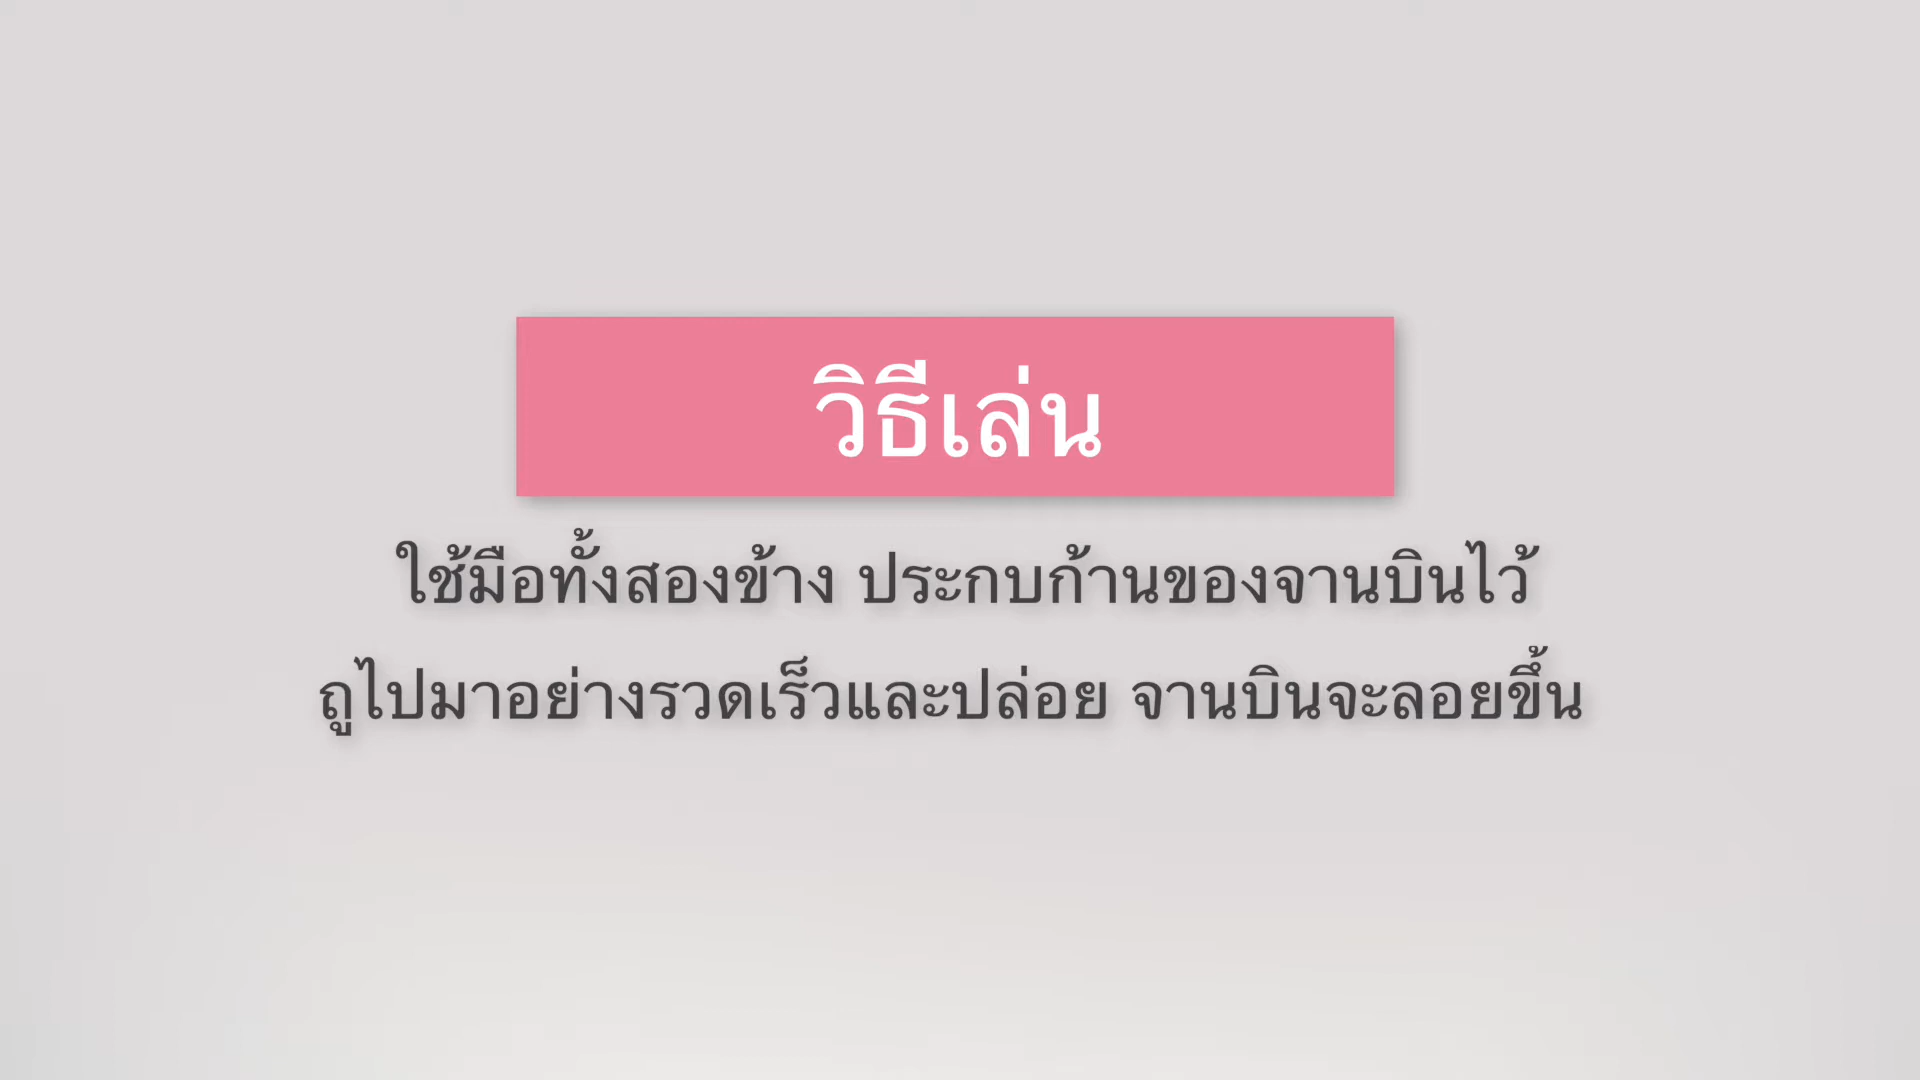 วิธีเล่น
ใช้มือทั้งสองข้าง ประกบก้านของจานบินไว้
ถูไปมาอย่างรวดเร็วและปล่อย จานบินจะลอยขึ้น